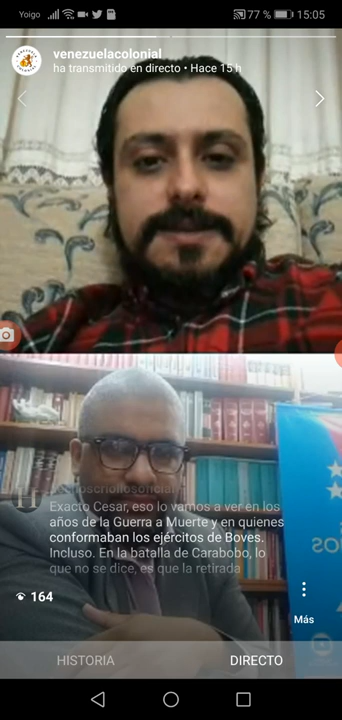 Yoigo 77 % 15:05
venezuelacolonial
ha transmitido en directo • Hace 15 h
Exacto Cesar, eso lo vamos a ver en los
años de la Guerra a Muerte y en quienes
conformaban los ejércitos de Boves.
Incluso. En la batalla de Carabobo, lo
que no se dice, es que la retirada
164
Más
HISTORIA DIRECTO